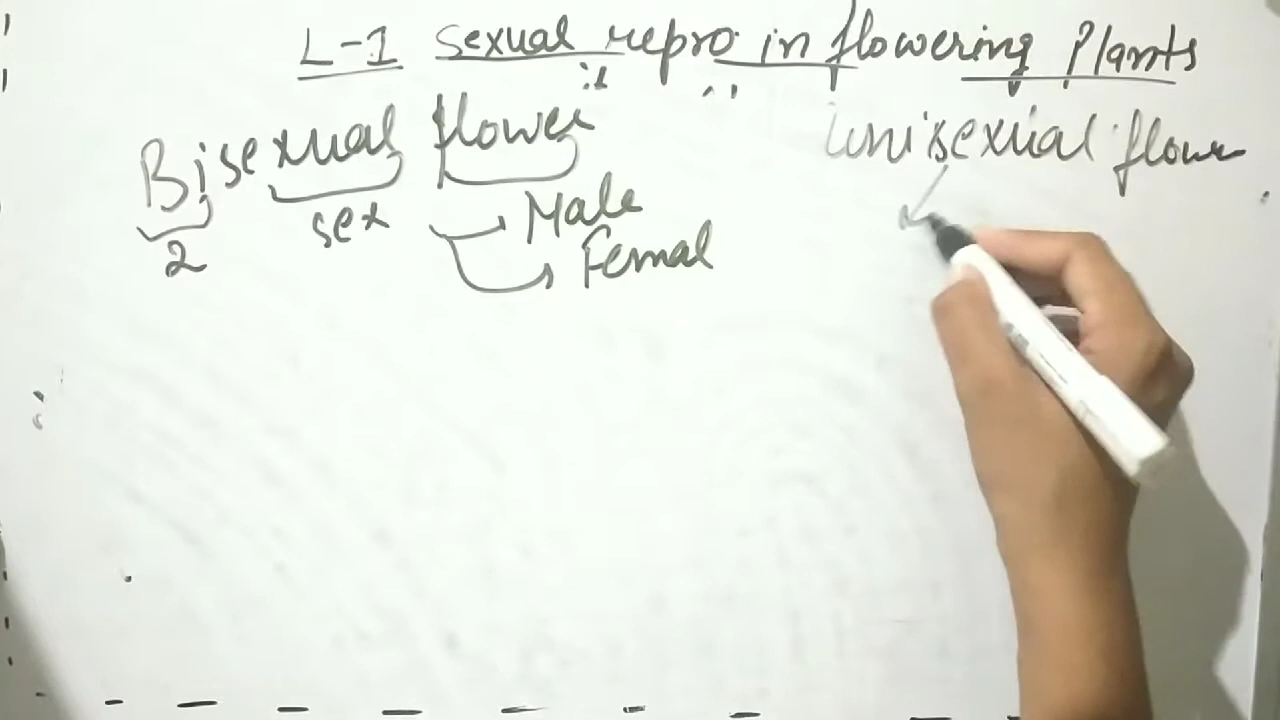 L-1 sexual repro in flowering Plants
Bisexual flower
Unisexual flower
2
sex
Male
Femal